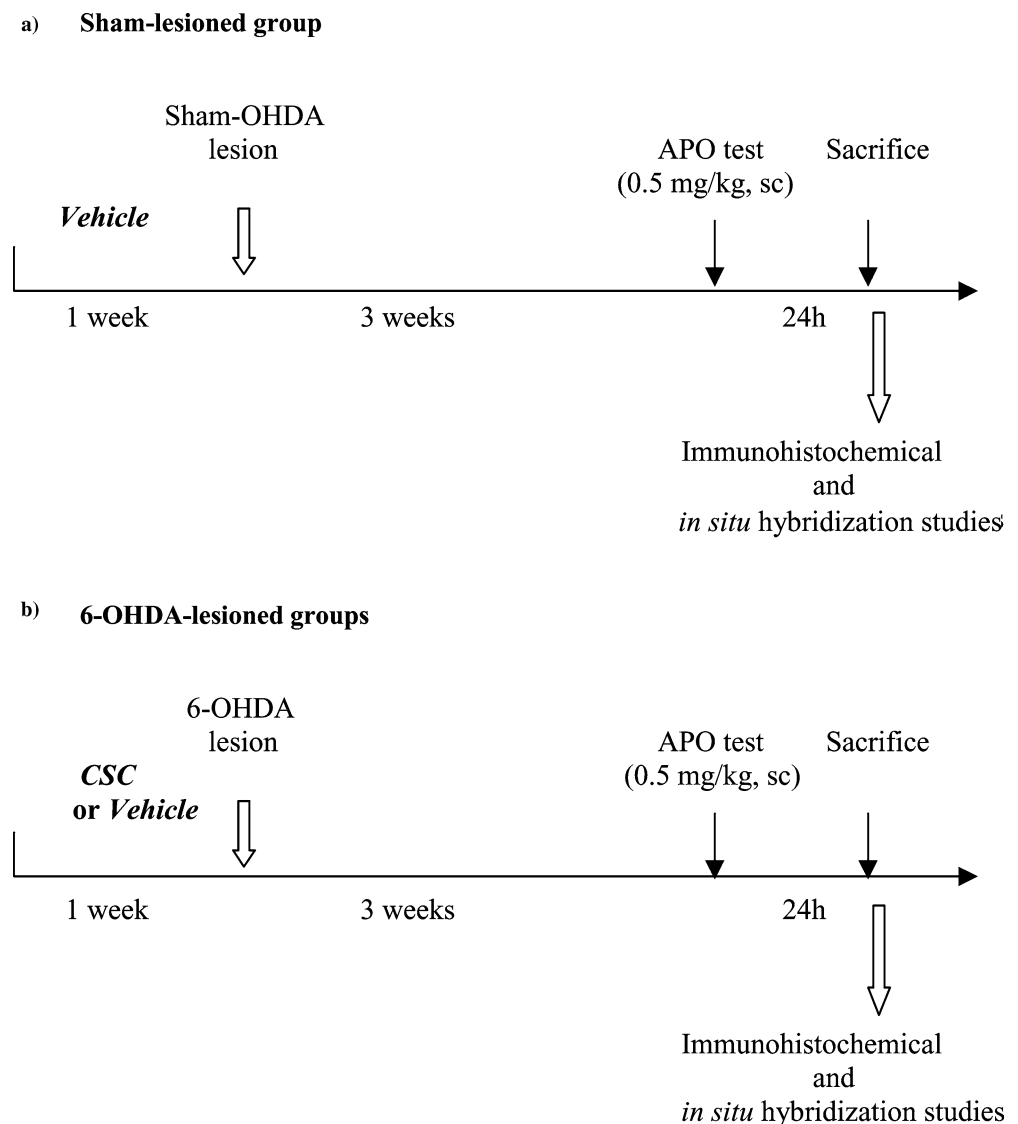 a) Sham-lesioned group
Sham-OHDA
lesion
APO test
(0.5 mg/kg, sc)
Sacrifice
Vehicle
1 week
3 weeks
24h
Immunohistochemical
and
in situ hybridization studies
b) 6-OHDA-lesioned groups
6-OHDA
lesion
APO test
(0.5 mg/kg, sc)
Sacrifice
CSC
or Vehicle
1 week
3 weeks
24h
Immunohistochemical
and
in situ hybridization studies